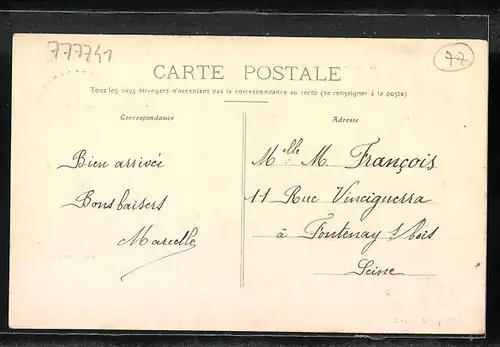 777741
77
CARTE POSTALE
Tous les pays étrangers n'acceptent pas la correspondance au recto (se renseigner à la poste)
Correspondance
Adresse
Bien arrivée
Bons baisers
Marcelle
Melle M. François
11 Rue Vinciguerra
à Fontenay s/ bois
Seine